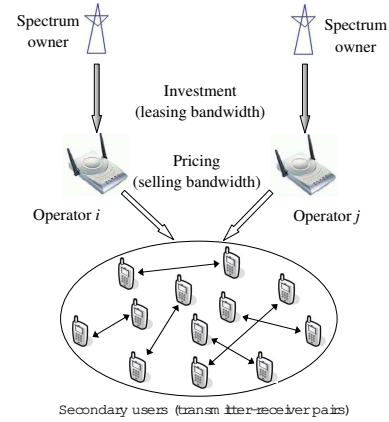 Spectrum owner
Spectrum owner
Investment
(leasing bandwidth)
Pricing
(selling bandwidth)
Operator i
Operator j
Secondary users (transmitter-receiver pairs)